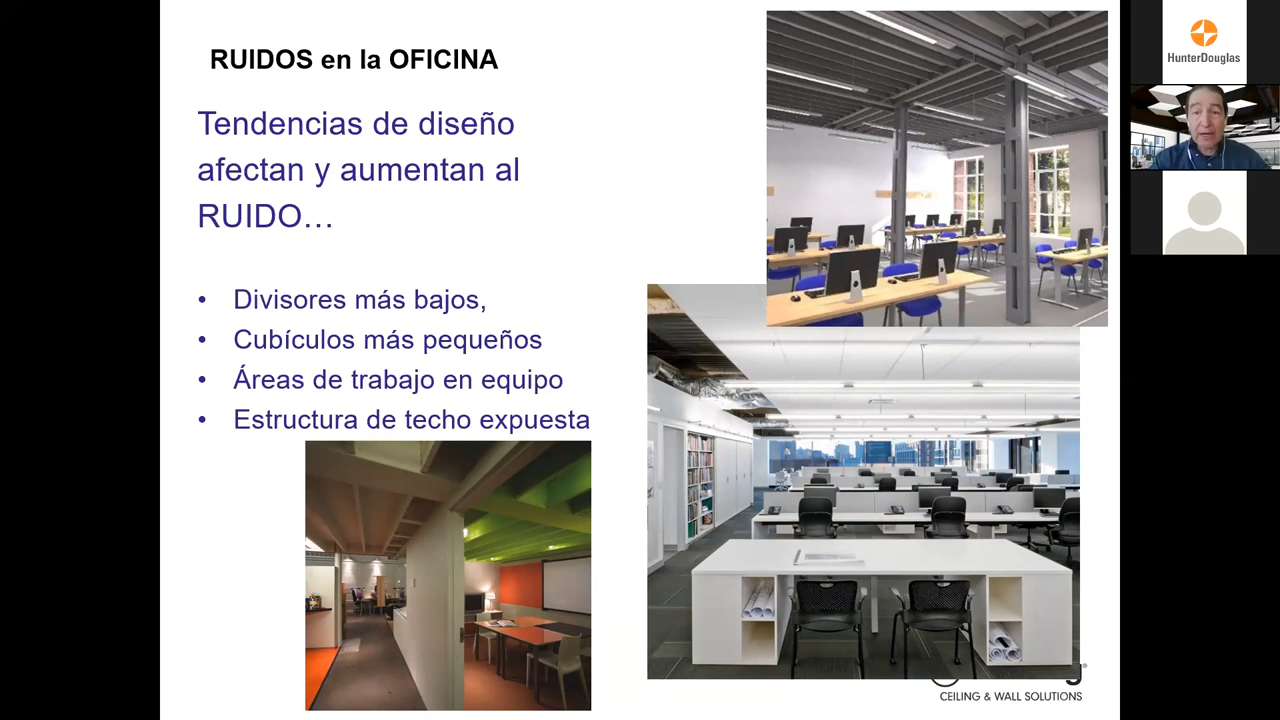 RUIDOS en la OFICINA
Tendencias de diseño
afectan y aumentan al
RUIDO…
• Divisores más bajos,
• Cubículos más pequeños
• Áreas de trabajo en equipo
• Estructura de techo expuesta
CEILING & WALL SOLUTIONS
HunterDouglas